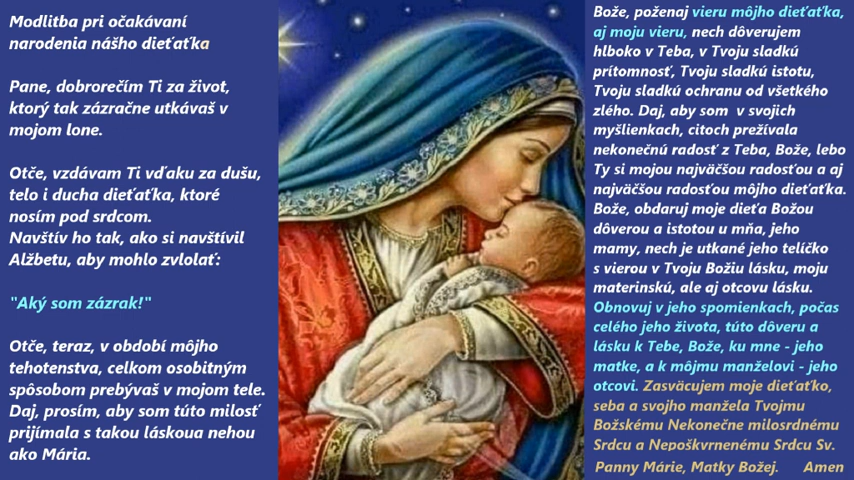 Modlitba pri očakávaní
narodenia nášho dieťaťka
Pane, dobrorečím Ti za život,
ktorý tak zázračne utkávaš v
mojom lone.
Otče, vzdávam Ti vďaku za dušu,
telo i ducha dieťaťka, ktoré
nosím pod srdcom.
Navštív ho tak, ako si navštívil
Alžbetu, aby mohlo zvlolať:
"Aký som zázrak!"
Otče, teraz, v období môjho
tehotenstva, celkom osobitným
spôsobom prebývaš v mojom tele.
Daj, prosím, aby som túto milosť
prijímala s takou láskoua nehou
ako Mária.
Bože, poženaj vieru môjho dieťaťka,
aj moju vieru, nech dôverujem
hlboko v Teba, v Tvoju sladkú
prítomnosť, Tvoju sladkú istotu,
Tvoju sladkú ochranu od všetkého
zlého. Daj, aby som v svojich
myšlienkach, citoch prežívala
nekonečnú radosť z Teba, Bože, lebo
Ty si mojou najväčšou radosťou a aj
najväčšou radosťou môjho dieťaťka.
Bože, obdaruj moje dieťa Božou
dôverou a istotou u mňa, jeho
mamy, nech je utkané jeho telíčko
s vierou v Tvoju Božiu lásku, moju
materinskú, ale aj otcovu lásku.
Obnovuj v jeho spomienkach, počas
celého jeho života, túto dôveru a
lásku k Tebe, Bože, ku mne - jeho
matke, a k môjmu manželovi - jeho
otcovi. Zasväcujem moje dieťaťko,
seba a svojho manžela Tvojmu
Božskému Nekonečne milosrdnému
Srdcu a Nepoškvrnenému Srdcu Sv.
Panny Márie, Matky Božej. Amen